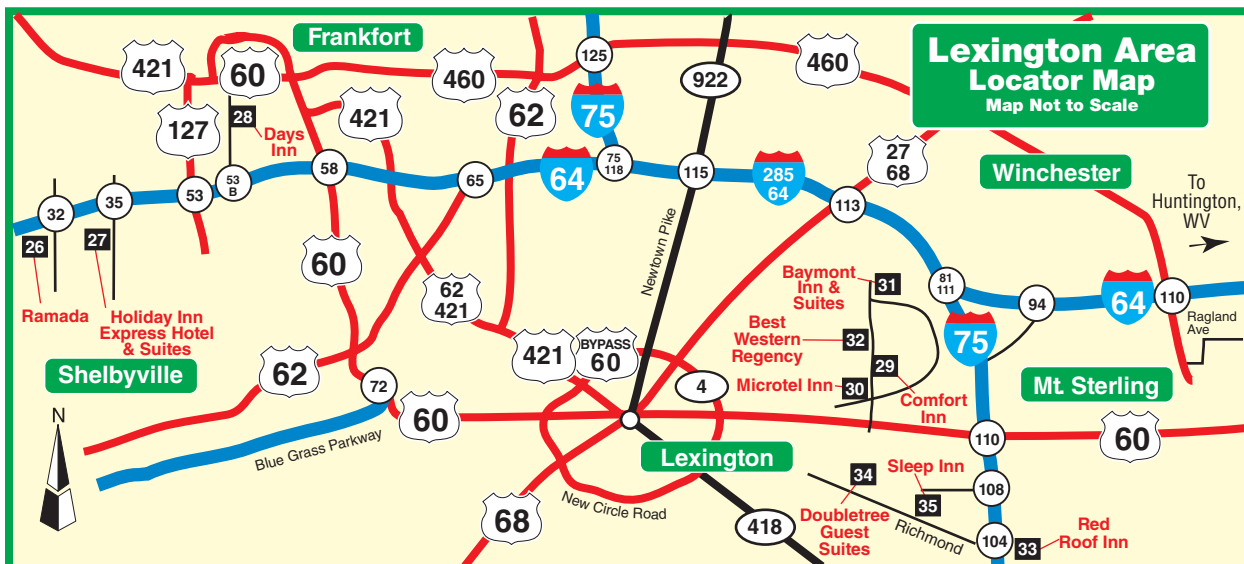 Lexington Area
Locator Map
Map Not to Scale
Frankfort
421
60
460
125
922
460
62
75
28
Days
Inn
127
421
27
68
Winchester
To
Huntington,
WV
53
B
58
65
64
75
118
115
285
64
113
32
35
53
26
27
Ramada
Holiday Inn
Express Hotel
& Suites
60
62
421
Newtown Pike
Baymont
Inn &
Suites
31
81
111
94
64
110
Ragland
Ave
Best
Western
Regency
32
75
Shelbyville
62
421
BYPASS
60
4
Microtel Inn
30
29
Comfort
Inn
Mt. Sterling
72
60
N
Blue Grass Parkway
Lexington
110
60
New Circle Road
68
418
34
Doubletree
Guest
Suites
Sleep Inn
35
108
Richmond
104
33
Red
Roof Inn